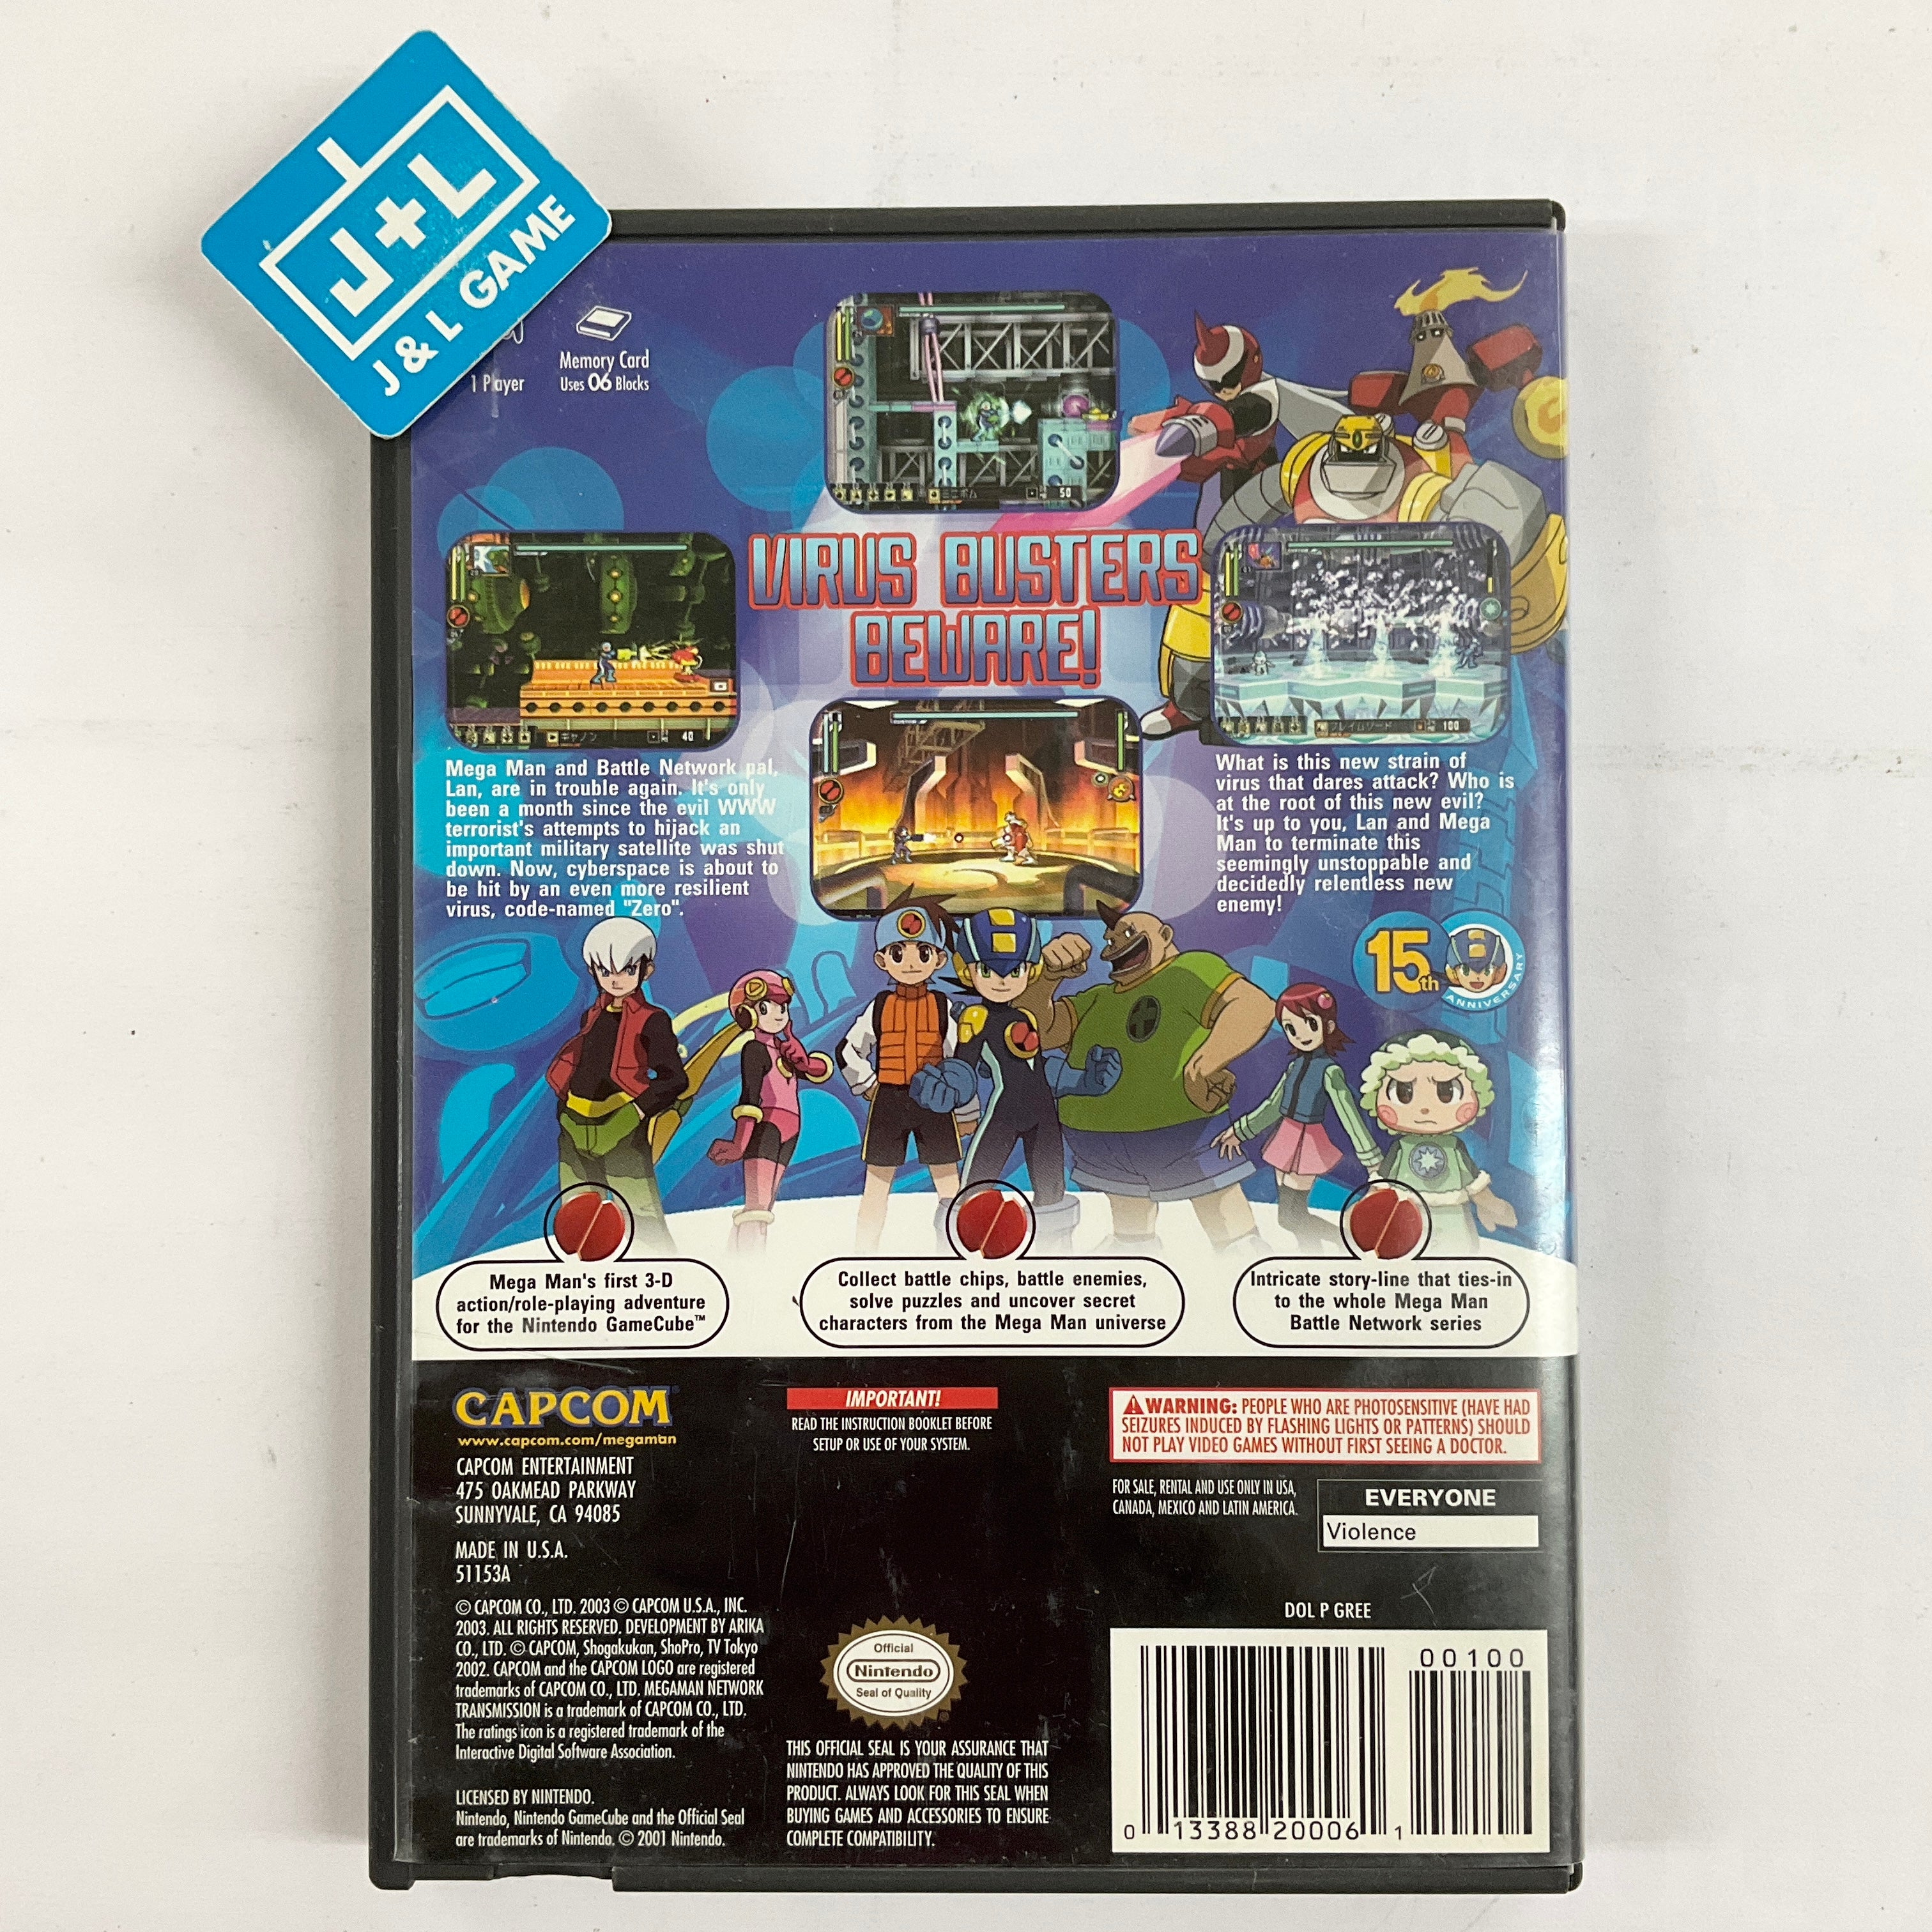 J+L
J & L GAME
1 Player
Memory Card
Uses 06 Blocks
50
VIRUS BUSTERS
BEWARE!
キャノン
40
100
Mega Man and Battle Network pal,
Lan, are in trouble again. It's only
been a month since the evil WWW
terrorist's attempts to hijack an
important military satellite was shut
down. Now, cyberspace is about to
be hit by an even more resilient
virus, code-named "Zero".
What is this new strain of
virus that dares attack? Who is
at the root of this new evil?
It's up to you, Lan and Mega
Man to terminate this
seemingly unstoppable and
decidedly relentless new
enemy!
15th
ANNIVERSARY
Mega Man's first 3-D
action/role-playing adventure
for the Nintendo GameCube™
Collect battle chips, battle enemies,
solve puzzles and uncover secret
characters from the Mega Man universe
Intricate story-line that ties-in
to the whole Mega Man
Battle Network series
CAPCOM
www.capcom.com/megaman
CAPCOM ENTERTAINMENT
475 OAKMEAD PARKWAY
SUNNYVALE, CA 94085
MADE IN U.S.A.
51153A
© CAPCOM CO., LTD. 2003 © CAPCOM U.S.A., INC.
2003. ALL RIGHTS RESERVED. DEVELOPMENT BY ARIKA
CO., LTD. © CAPCOM, Shogakukan, ShoPro, TV Tokyo
2002. CAPCOM and the CAPCOM LOGO are registered
trademarks of CAPCOM CO., LTD. MEGAMAN NETWORK
TRANSMISSION is a trademark of CAPCOM CO., LTD.
The ratings icon is a registered trademark of the
Interactive Digital Software Association.
LICENSED BY NINTENDO.
Nintendo, Nintendo GameCube and the Official Seal
are trademarks of Nintendo. © 2001 Nintendo.
IMPORTANT!
READ THE INSTRUCTION BOOKLET BEFORE
SETUP OR USE OF YOUR SYSTEM.
Official
Nintendo
Seal of Quality
THIS OFFICIAL SEAL IS YOUR ASSURANCE THAT
NINTENDO HAS APPROVED THE QUALITY OF THIS
PRODUCT. ALWAYS LOOK FOR THIS SEAL WHEN
BUYING GAMES AND ACCESSORIES TO ENSURE
COMPLETE COMPATIBILITY.
WARNING: PEOPLE WHO ARE PHOTOSENSITIVE (HAVE HAD
SEIZURES INDUCED BY FLASHING LIGHTS OR PATTERNS) SHOULD
NOT PLAY VIDEO GAMES WITHOUT FIRST SEEING A DOCTOR.
FOR SALE, RENTAL AND USE ONLY IN USA,
CANADA, MEXICO AND LATIN AMERICA.
EVERYONE
Violence
DOL P GREE
00100
0 13388 20006 1